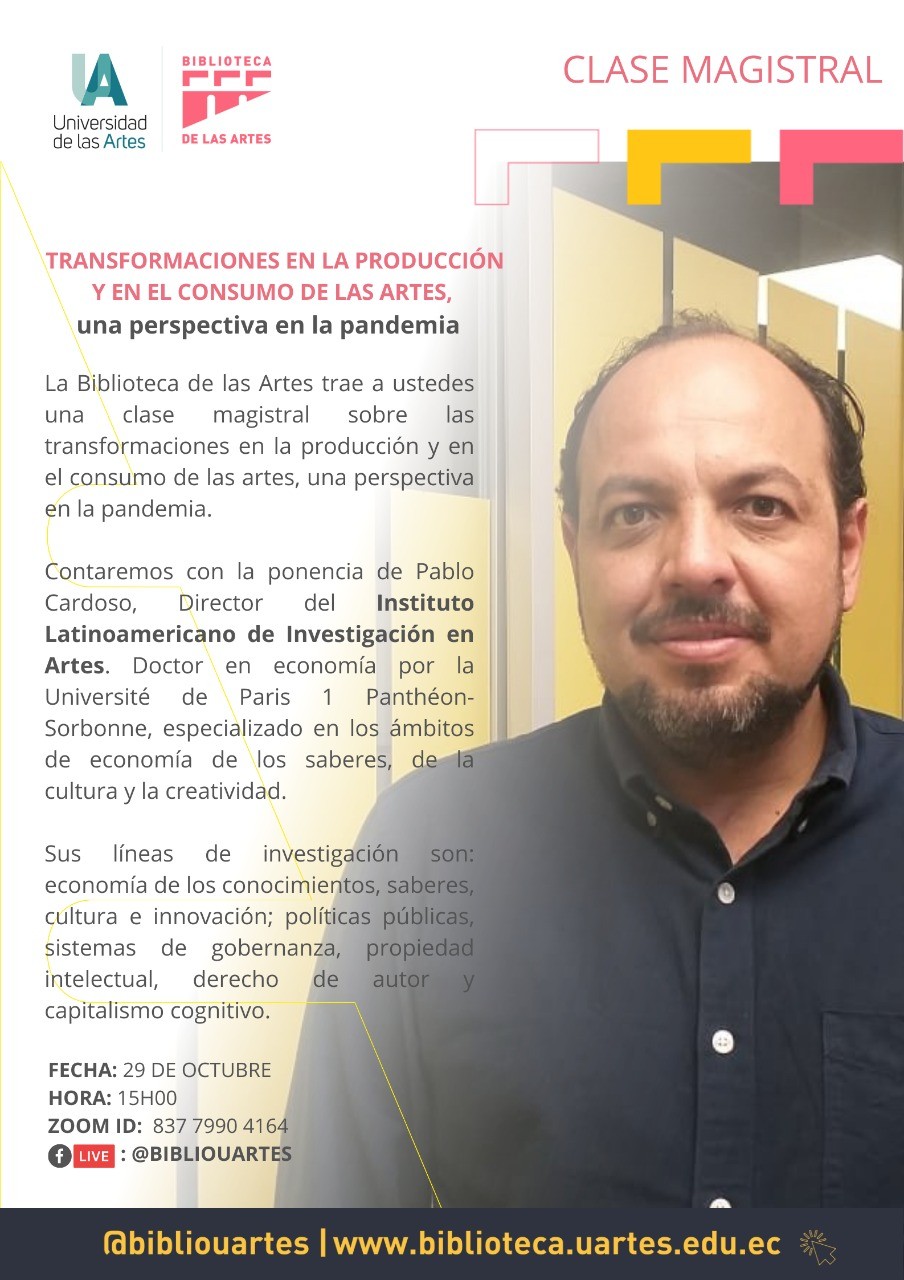 UA
Universidad
de las Artes
BIBLIOTECA
DE LAS ARTES
CLASE MAGISTRAL
TRANSFORMACIONES EN LA PRODUCCIÓN
Y EN EL CONSUMO DE LAS ARTES,
una perspectiva en la pandemia
La Biblioteca de las Artes trae a ustedes
una clase magistral sobre las
transformaciones en la producción y en
el consumo de las artes, una perspectiva
en la pandemia.
Contaremos con la ponencia de Pablo
Cardoso, Director del Instituto
Latinoamericano de Investigación en
Artes. Doctor en economía por la
Université de Paris 1 Panthéon-
Sorbonne, especializado en los ámbitos
de economía de los saberes, de la
cultura y la creatividad.
Sus líneas de investigación son:
economía de los conocimientos, saberes,
cultura e innovación; políticas públicas,
sistemas de gobernanza, propiedad
intelectual, derecho de autor y
capitalismo cognitivo.
FECHA: 29 DE OCTUBRE
HORA: 15H00
ZOOM ID: 837 7990 4164
f LIVE : @BIBLIOUARTES
@bibliouartes | www.biblioteca.uartes.edu.ec